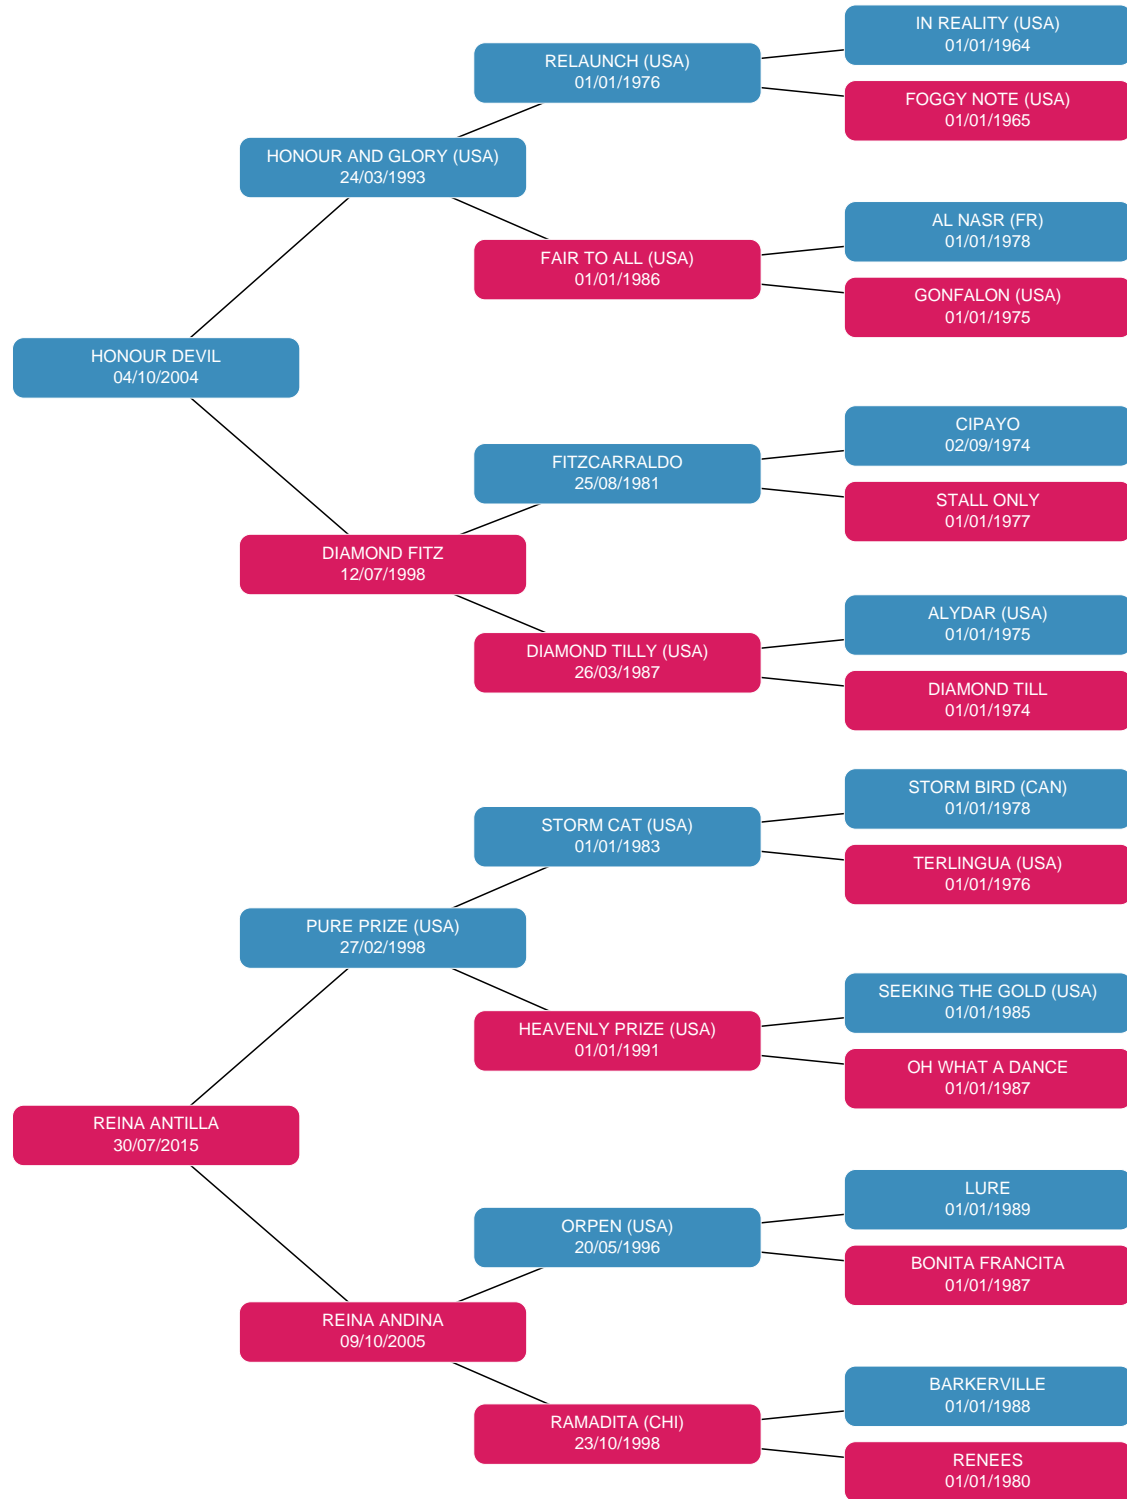 IN REALITY (USA)
01/01/1964
RELAUNCH (USA)
01/01/1976
FOGGY NOTE (USA)
01/01/1965
HONOUR AND GLORY (USA)
24/03/1993
AL NASR (FR)
01/01/1978
FAIR TO ALL (USA)
01/01/1986
GONFALON (USA)
01/01/1975
HONOUR DEVIL
04/10/2004
CIPAYO
02/09/1974
FITZCARRALDO
25/08/1981
STALL ONLY
01/01/1977
DIAMOND FITZ
12/07/1998
ALYDAR (USA)
01/01/1975
DIAMOND TILLY (USA)
26/03/1987
DIAMOND TILL
01/01/1974
STORM BIRD (CAN)
01/01/1978
STORM CAT (USA)
01/01/1983
TERLINGUA (USA)
01/01/1976
PURE PRIZE (USA)
27/02/1998
SEEKING THE GOLD (USA)
01/01/1985
HEAVENLY PRIZE (USA)
01/01/1991
OH WHAT A DANCE
01/01/1987
REINA ANTILLA
30/07/2015
LURE
01/01/1989
ORPEN (USA)
20/05/1996
BONITA FRANCITA
01/01/1987
REINA ANDINA
09/10/2005
BARKERVILLE
01/01/1988
RAMADITA (CHI)
23/10/1998
RENEES
01/01/1980